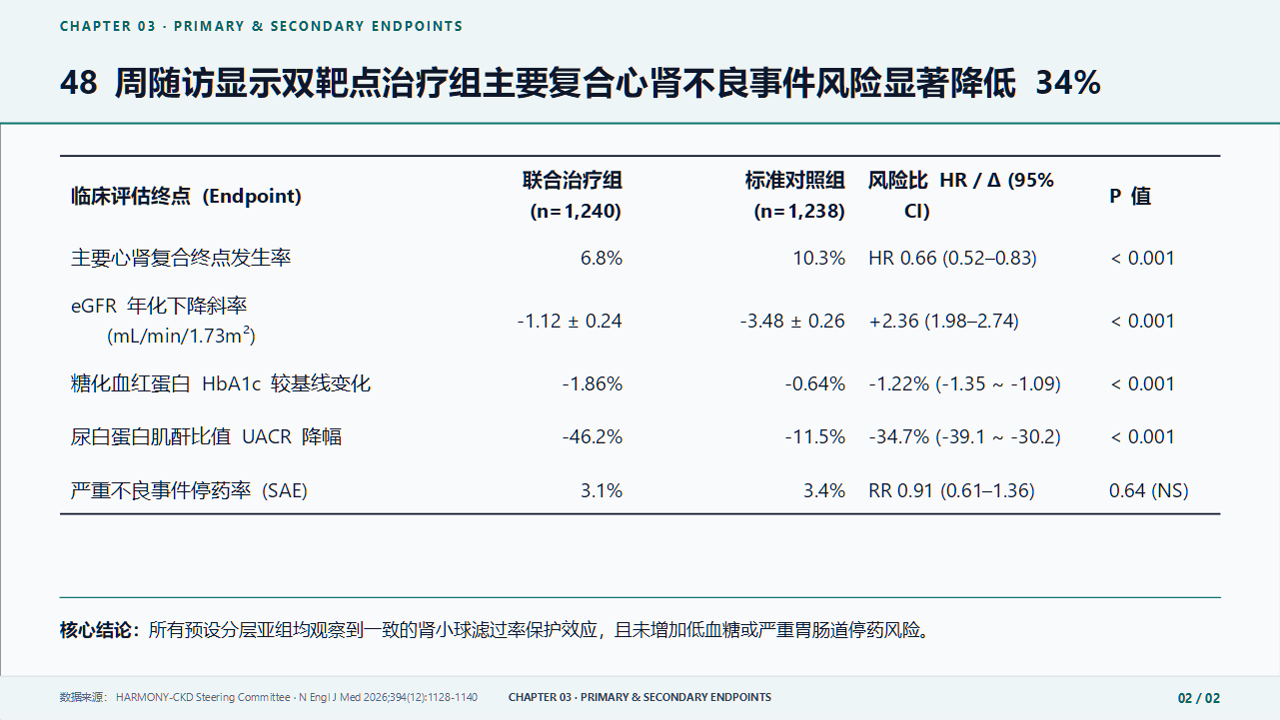 CHAPTER 03 · PRIMARY & SECONDARY ENDPOINTS
48 周随访显示双靶点治疗组主要复合心肾不良事件风险显著降低 34%
临床评估终点 (Endpoint) 联合治疗组 (n=1,240) 标准对照组 (n=1,238) 风险比 HR / Δ (95% CI) P 值
主要心肾复合终点发生率 6.8% 10.3% HR 0.66 (0.52–0.83) < 0.001
eGFR 年化下降斜率 (mL/min/1.73m²) -1.12 ± 0.24 -3.48 ± 0.26 +2.36 (1.98–2.74) < 0.001
糖化血红蛋白 HbA1c 较基线变化 -1.86% -0.64% -1.22% (-1.35 ~ -1.09) < 0.001
尿白蛋白肌酐比值 UACR 降幅 -46.2% -11.5% -34.7% (-39.1 ~ -30.2) < 0.001
严重不良事件停药率 (SAE) 3.1% 3.4% RR 0.91 (0.61–1.36) 0.64 (NS)
核心结论：所有预设分层亚组均观察到一致的肾小球滤过率保护效应，且未增加低血糖或严重胃肠道停药风险。
数据来源： HARMONY-CKD Steering Committee · N Engl J Med 2026;394(12):1128-1140 CHAPTER 03 · PRIMARY & SECONDARY ENDPOINTS 02 / 02